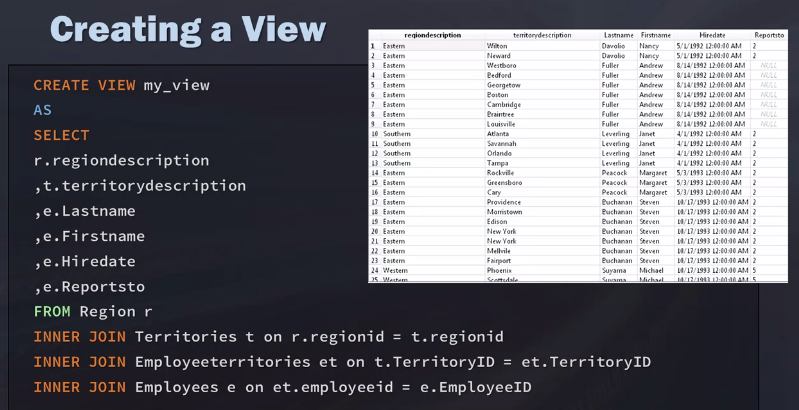 Creating a View
CREATE VIEW my_view
AS
SELECT
r.regiondescription
,t.territorydescription
,e.Lastname
,e.Firstname
,e.Hiredate
,e.Reportsto
FROM Region r
INNER JOIN Territories t on r.regionid = t.regionid
INNER JOIN Employeeterritories et on t.TerritoryID = et.TerritoryID
INNER JOIN Employees e on et.employeeid = e.EmployeeID
regiondescription territorydescription Lastname Firstname Hiredate Reportsto
1 Eastern Wilton Davolio Nancy 5/1/1992 12:00:00 AM 2
2 Eastern Neward Davolio Nancy 5/1/1992 12:00:00 AM 2
3 Eastern Westboro Fuller Andrew 8/14/1992 12:00:00 AM NULL
4 Eastern Bedford Fuller Andrew 8/14/1992 12:00:00 AM NULL
5 Eastern Georgetow Fuller Andrew 8/14/1992 12:00:00 AM NULL
6 Eastern Boston Fuller Andrew 8/14/1992 12:00:00 AM NULL
7 Eastern Cambridge Fuller Andrew 8/14/1992 12:00:00 AM NULL
8 Eastern Braintree Fuller Andrew 8/14/1992 12:00:00 AM NULL
9 Eastern Louisville Fuller Andrew 8/14/1992 12:00:00 AM NULL
10 Southern Atlanta Leverling Janet 4/1/1992 12:00:00 AM 2
11 Southern Savannah Leverling Janet 4/1/1992 12:00:00 AM 2
12 Southern Orlando Leverling Janet 4/1/1992 12:00:00 AM 2
13 Southern Tampa Leverling Janet 4/1/1992 12:00:00 AM 2
14 Eastern Rockville Peacock Margaret 5/3/1993 12:00:00 AM 2
15 Eastern Greensboro Peacock Margaret 5/3/1993 12:00:00 AM 2
16 Eastern Cary Peacock Margaret 5/3/1993 12:00:00 AM 2
17 Eastern Providence Buchanan Steven 10/17/1993 12:00:00 AM 2
18 Eastern Morristown Buchanan Steven 10/17/1993 12:00:00 AM 2
19 Eastern Edison Buchanan Steven 10/17/1993 12:00:00 AM 2
20 Eastern New York Buchanan Steven 10/17/1993 12:00:00 AM 2
21 Eastern New York Buchanan Steven 10/17/1993 12:00:00 AM 2
22 Eastern Mellvile Buchanan Steven 10/17/1993 12:00:00 AM 2
23 Eastern Fairport Buchanan Steven 10/17/1993 12:00:00 AM 2
24 Western Phoenix Suyama Michael 10/17/1993 12:00:00 AM 5
25 Western Scottsdale Suyama Michael 10/17/1993 12:00:00 AM 5